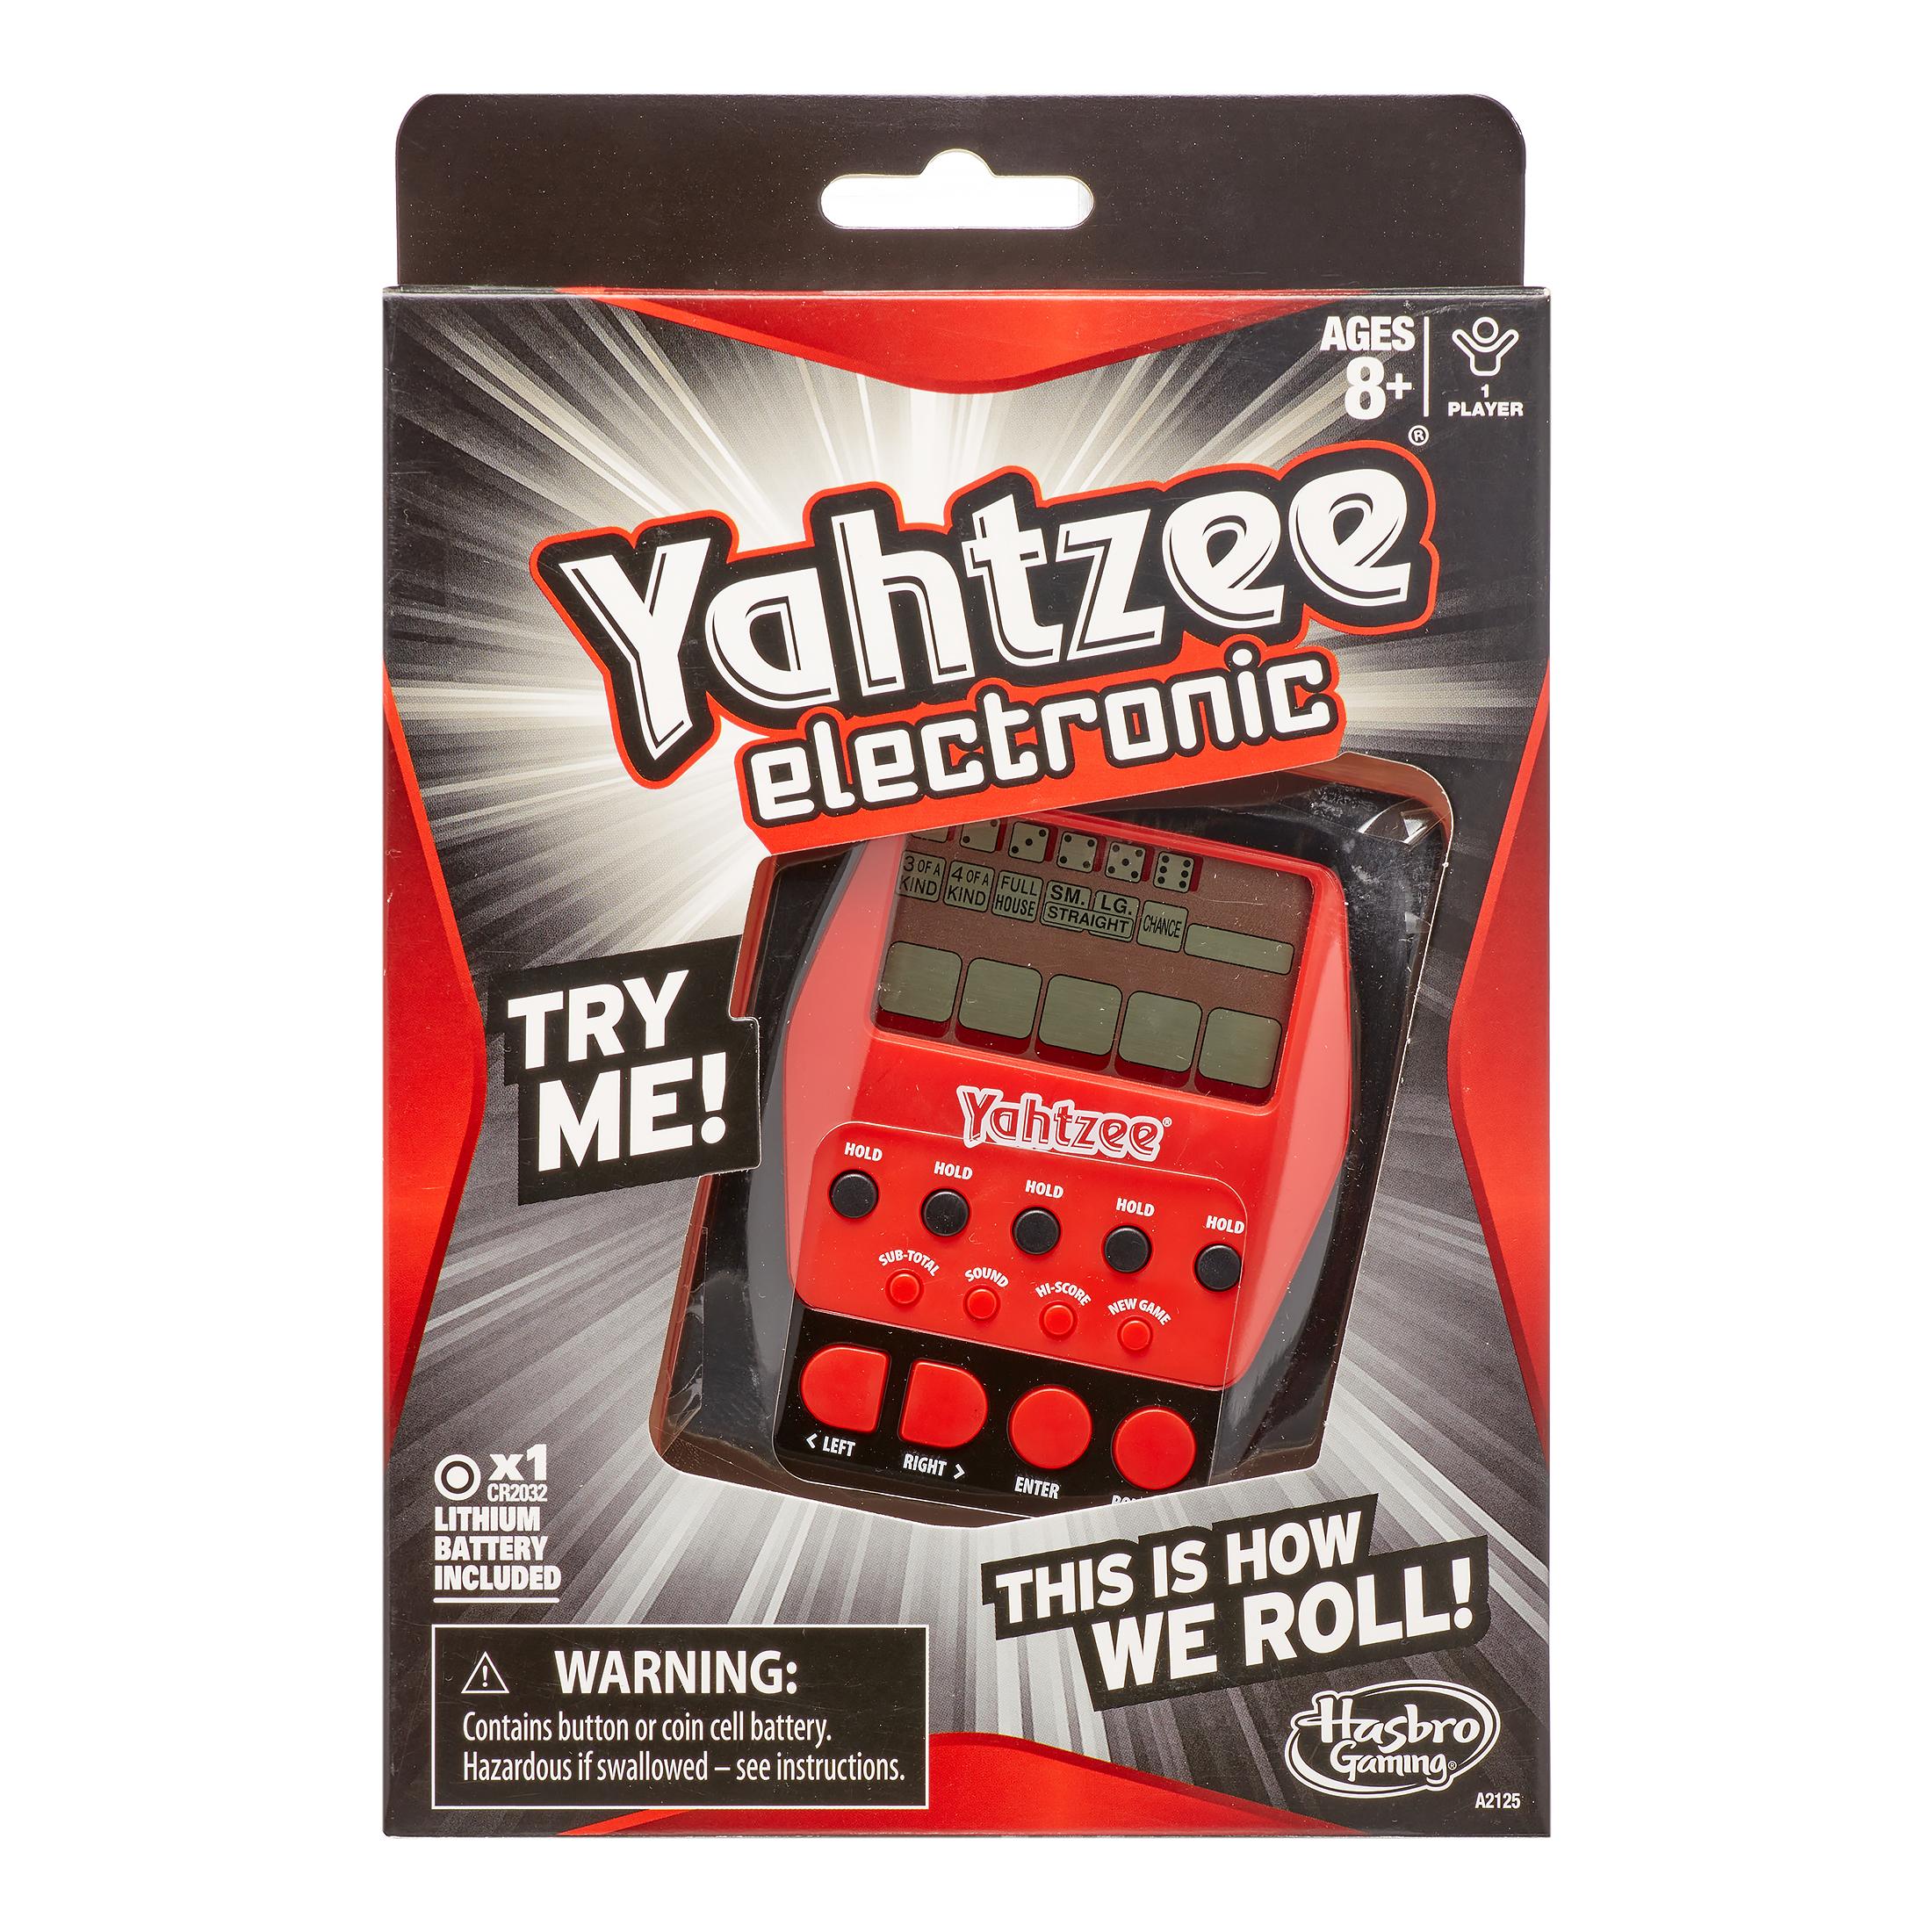 AGES
8+
1
PLAYER
®
Yahtzee
electronic
3 OF A
KIND
4 OF A
KIND
FULL
HOUSE
SM.
LG.
STRAIGHT
CHANCE
TRY
ME!
Yahtzee®
HOLD
HOLD
HOLD
HOLD
HOLD
SUB-TOTAL
SOUND
HI-SCORE
NEW GAME
< LEFT
RIGHT >
ENTER
x1
CR2032
LITHIUM
BATTERY
INCLUDED
THIS IS HOW
WE ROLL!
WARNING:
Contains button or coin cell battery.
Hazardous if swallowed – see instructions.
Hasbro
Gaming®
A2125